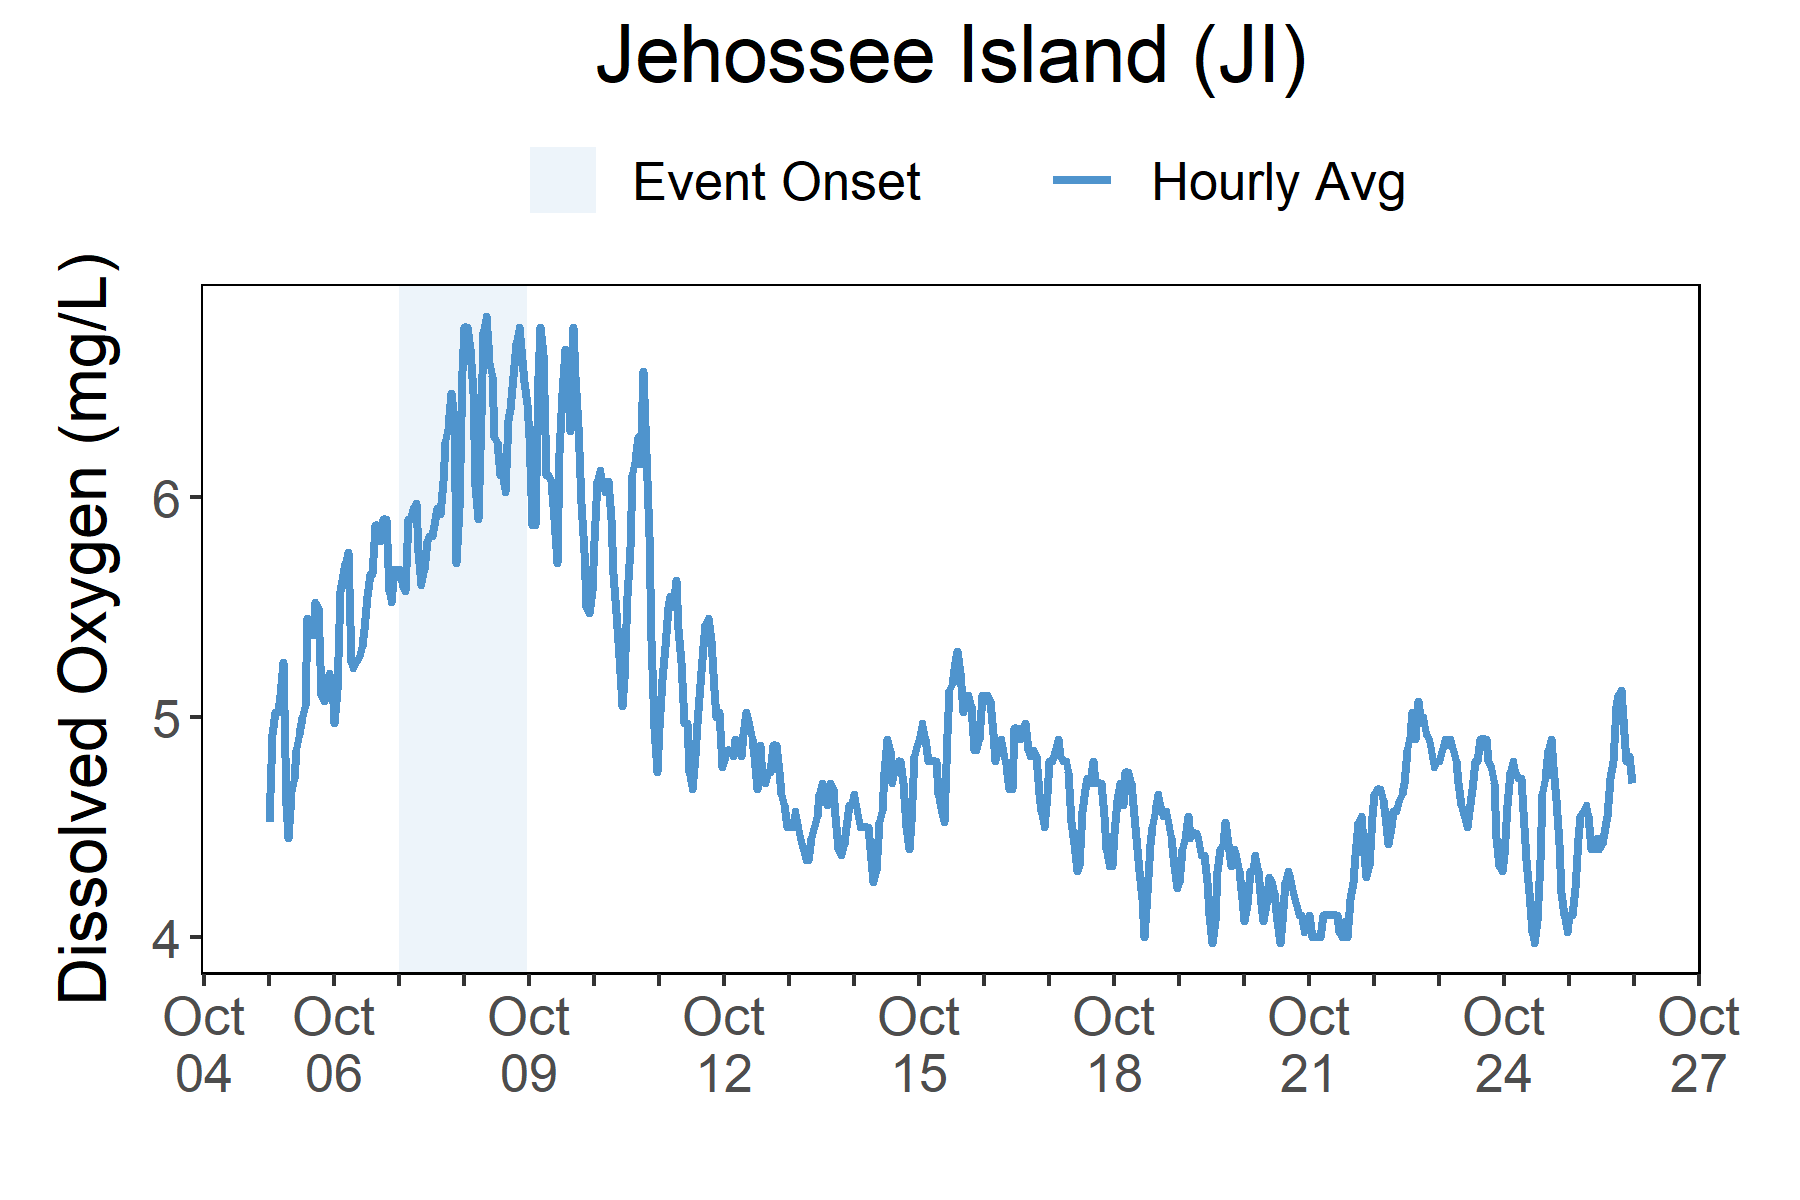 Jehossee Island (JI)
Event Onset Hourly Avg
Dissolved Oxygen (mg/L)
6
5
4
Oct Oct Oct Oct Oct Oct Oct Oct Oct
04 06 09 12 15 18 21 24 27